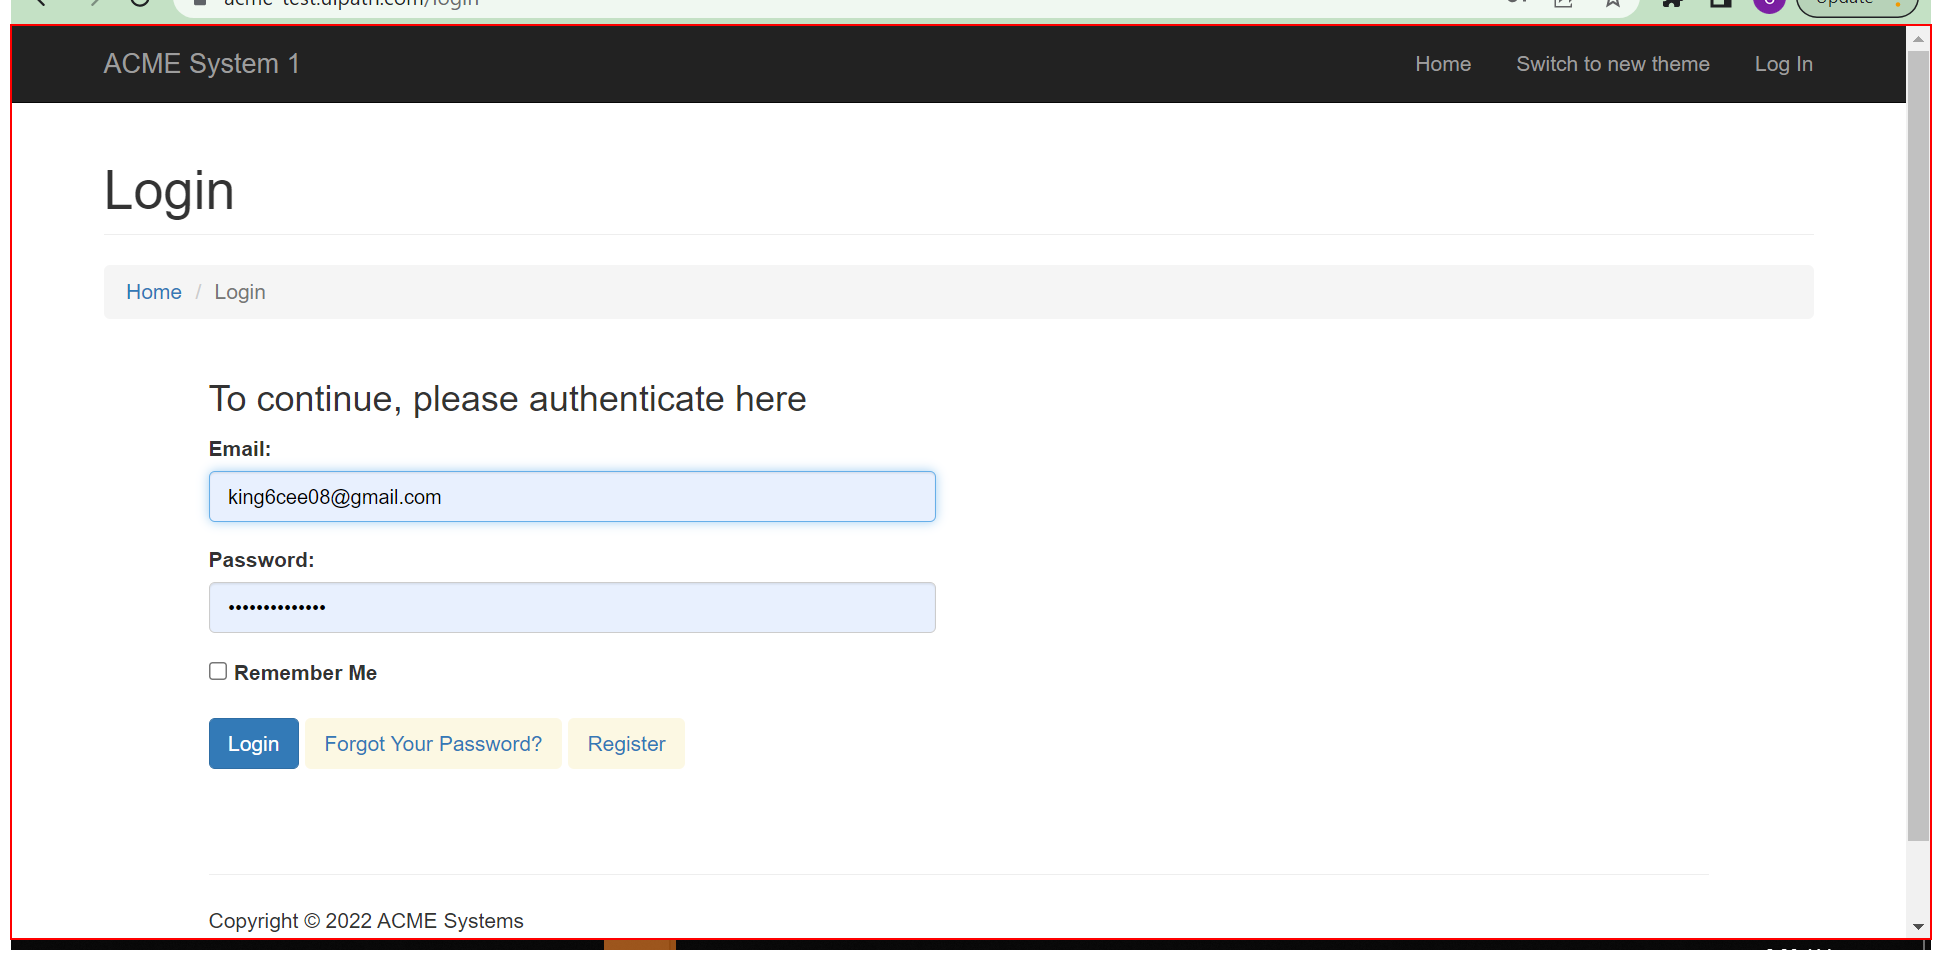 acme-test.uipath.com/login
Update
ACME System 1
Home Switch to new theme Log In
Login
Home / Login
To continue, please authenticate here
Email:
king6cee08@gmail.com
Password:
••••••••••••••
Remember Me
Login Forgot Your Password? Register
Copyright © 2022 ACME Systems